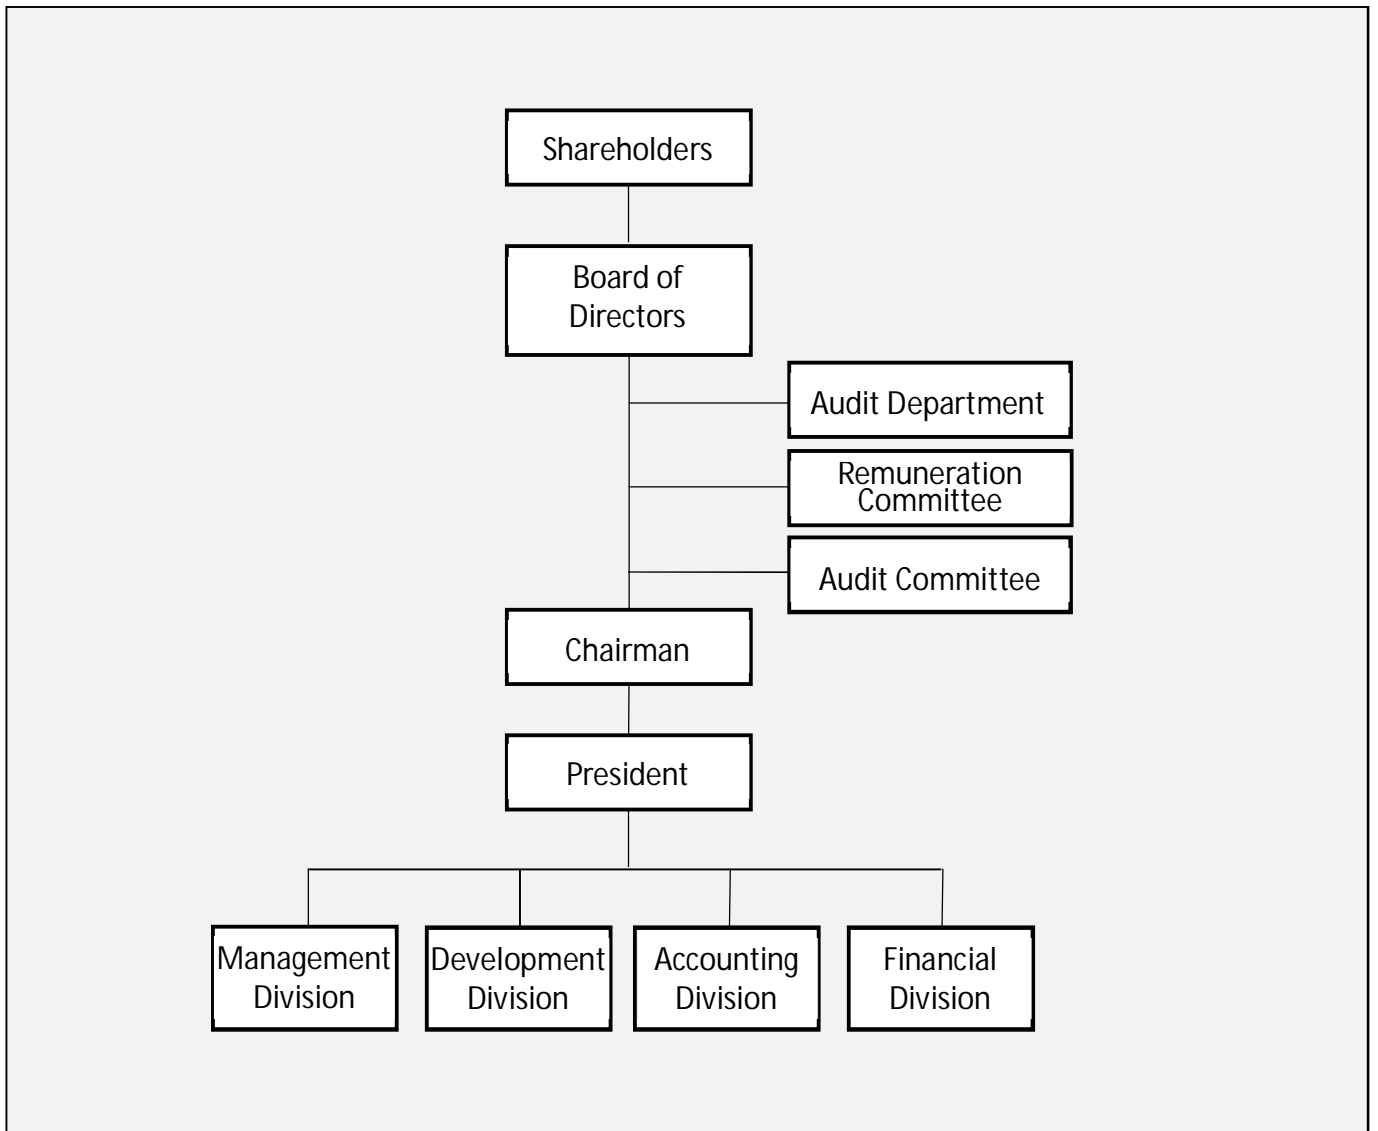 Shareholders
Board of
Directors
Audit Department
Remuneration
Committee
Audit Committee
Chairman
President
Management
Division
Development
Division
Accounting
Division
Financial
Division